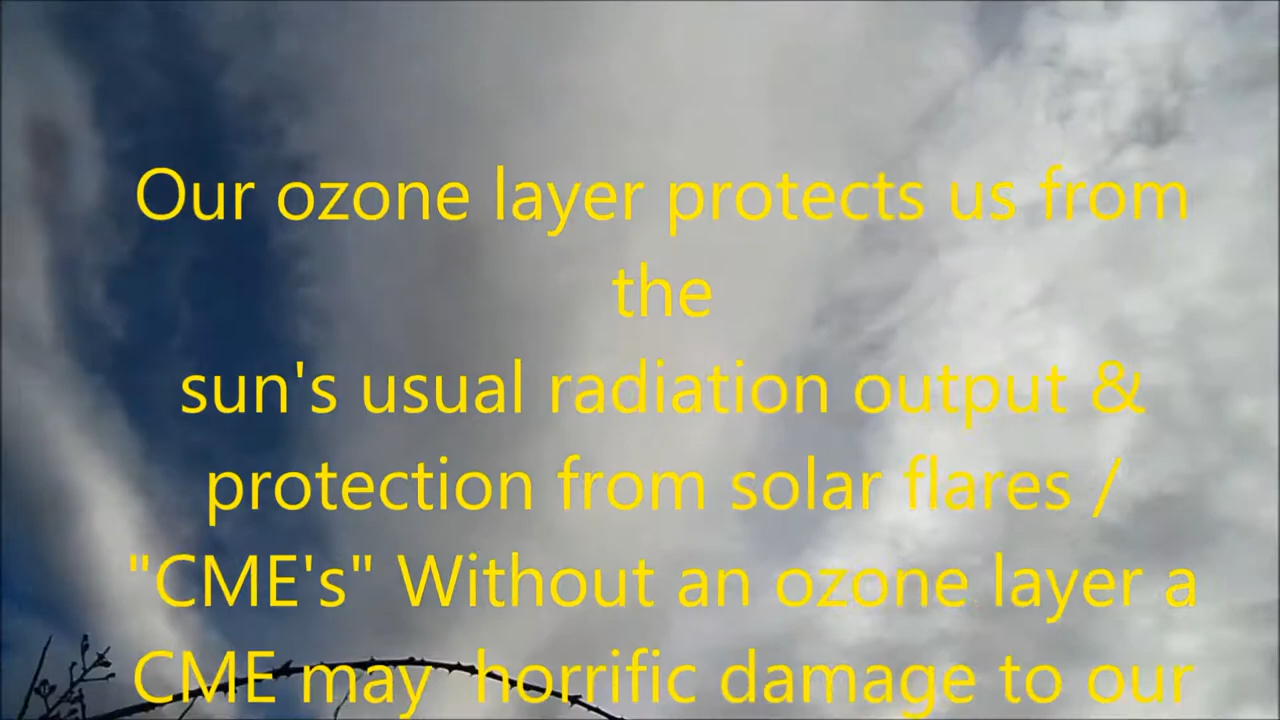 Our ozone layer protects us from
the
sun's usual radiation output &
protection from solar flares /
"CME's" Without an ozone layer a
CME may  horrific damage to our